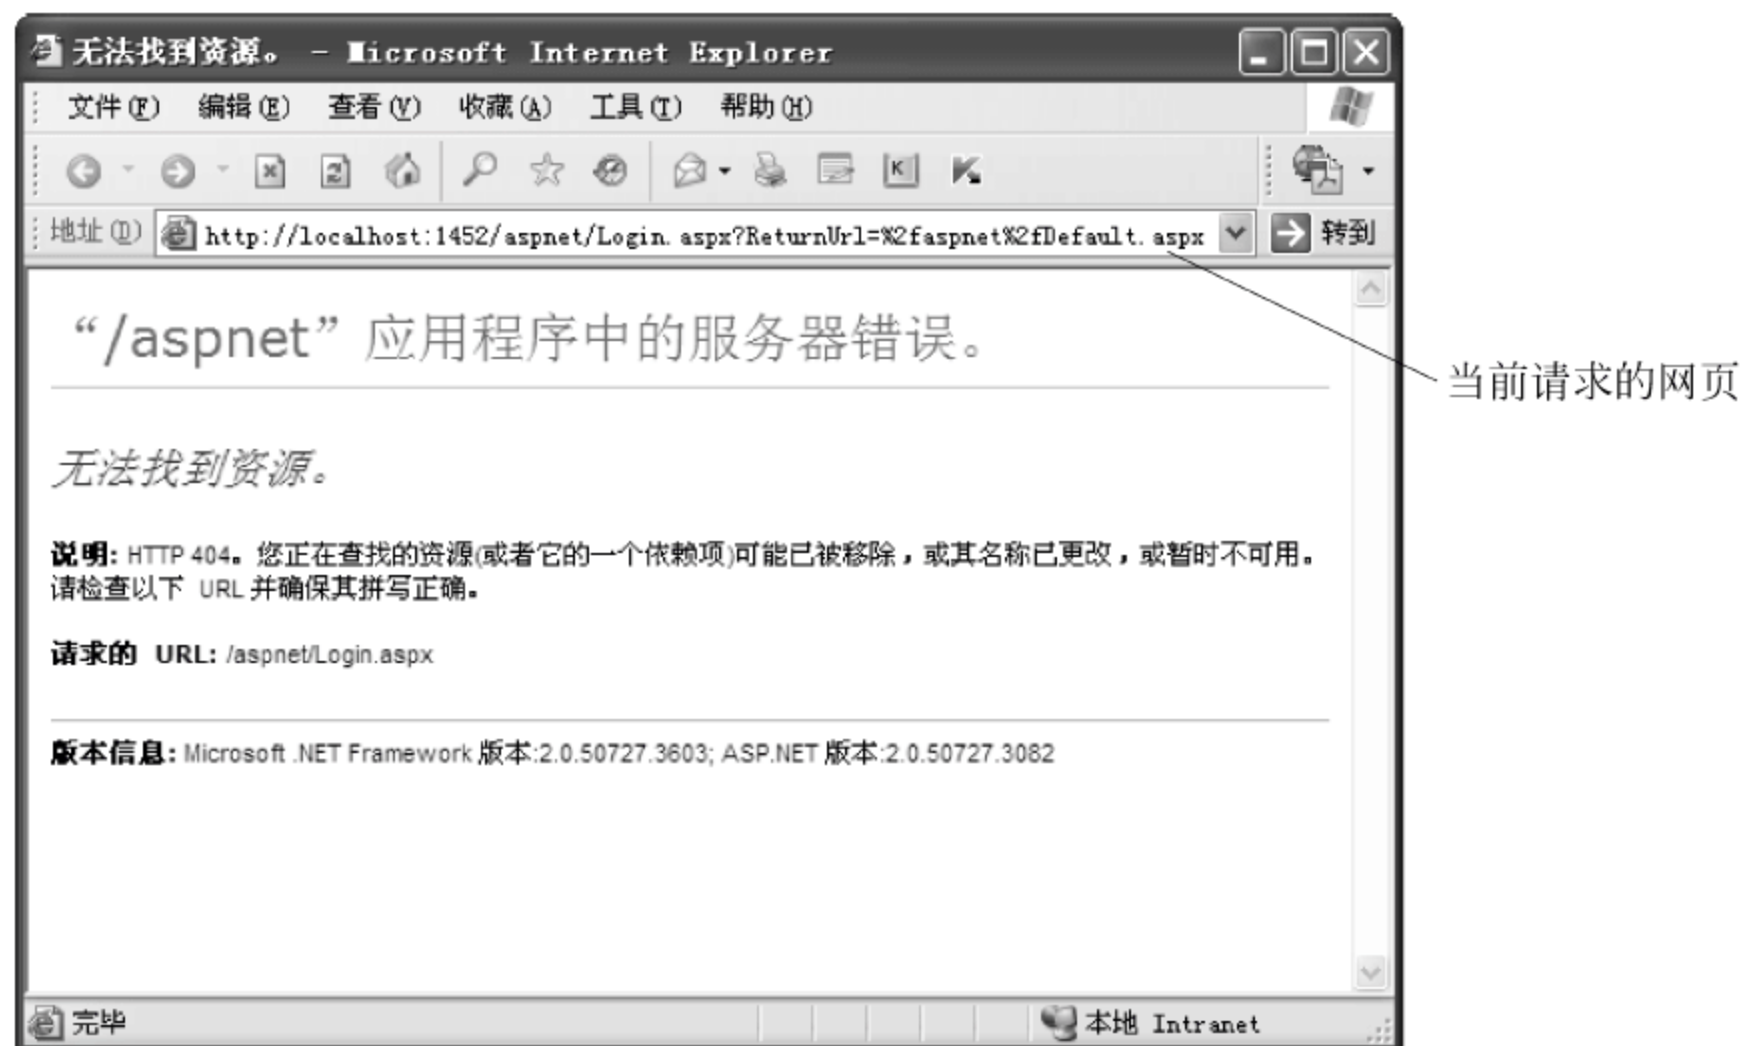 无法找到资源。 - Microsoft Internet Explorer
文件(F) 编辑(E) 查看(V) 收藏(A) 工具(T) 帮助(H)
地址(D) http://localhost:1452/aspnet/Login.aspx?ReturnUrl=%2faspnet%2fDefault.aspx 转到
“/aspnet”应用程序中的服务器错误。
当前请求的网页
无法找到资源。
说明: HTTP 404。您正在查找的资源(或者它的一个依赖项)可能已被移除，或其名称已更改，或暂时不可用。
请检查以下 URL 并确保其拼写正确。
请求的 URL: /aspnet/Login.aspx
版本信息: Microsoft .NET Framework 版本:2.0.50727.3603; ASP.NET 版本:2.0.50727.3082
完毕 本地 Intranet